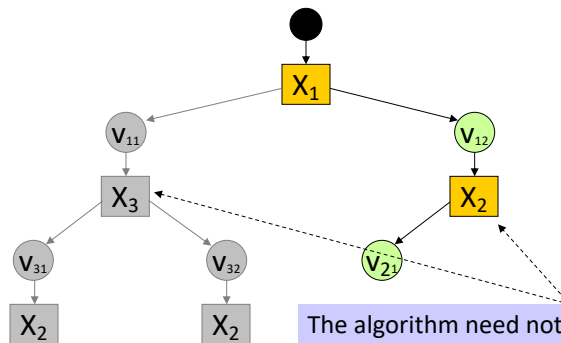 X₁
v₁₁
v₁₂
X₃
X₂
v₃₁
v₃₂
v₂₁
X₂
X₂
The algorithm need not